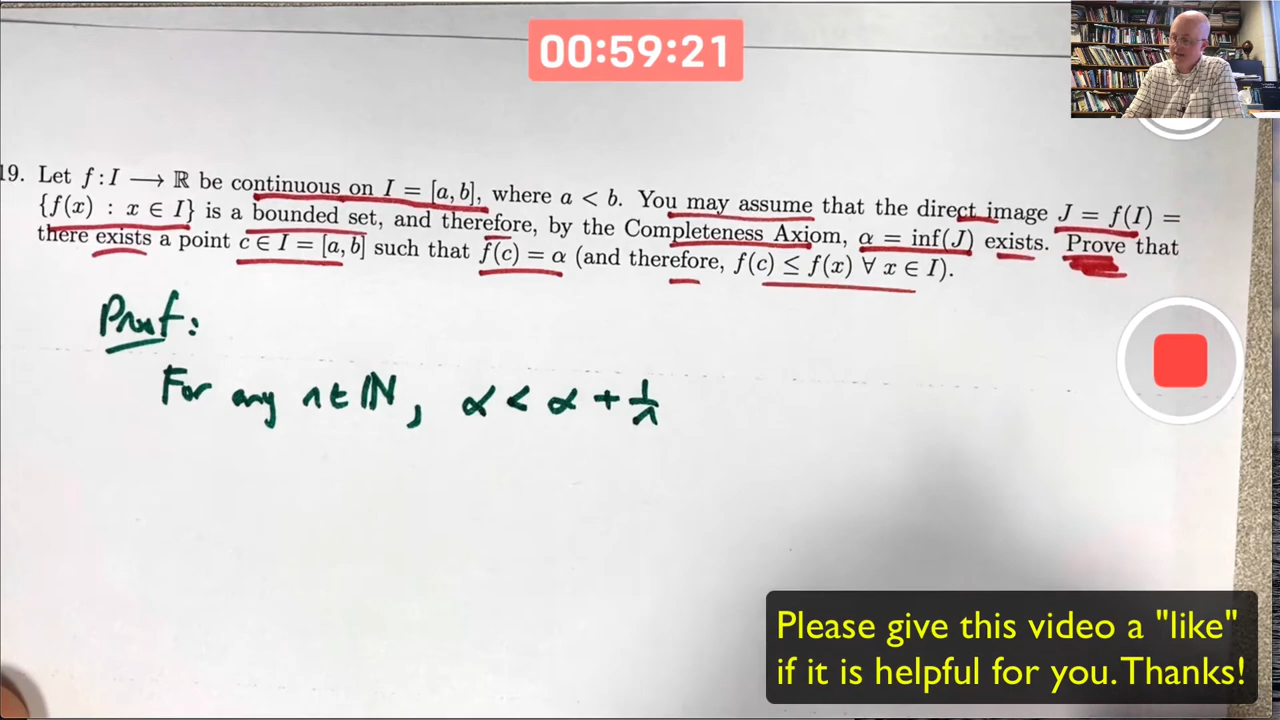 00:59:21
19. Let f : I ⟶ ℝ be continuous on I = [a, b], where a < b. You may assume that the direct image J = f(I) =
{f(x) : x ∈ I} is a bounded set, and therefore, by the Completeness Axiom, α = inf(J) exists. Prove that
there exists a point c ∈ I = [a, b] such that f(c) = α (and therefore, f(c) ≤ f(x) ∀ x ∈ I).
Proof:
For any n ∈ ℕ, α < α + 1/n
Please give this video a "like"
if it is helpful for you. Thanks!